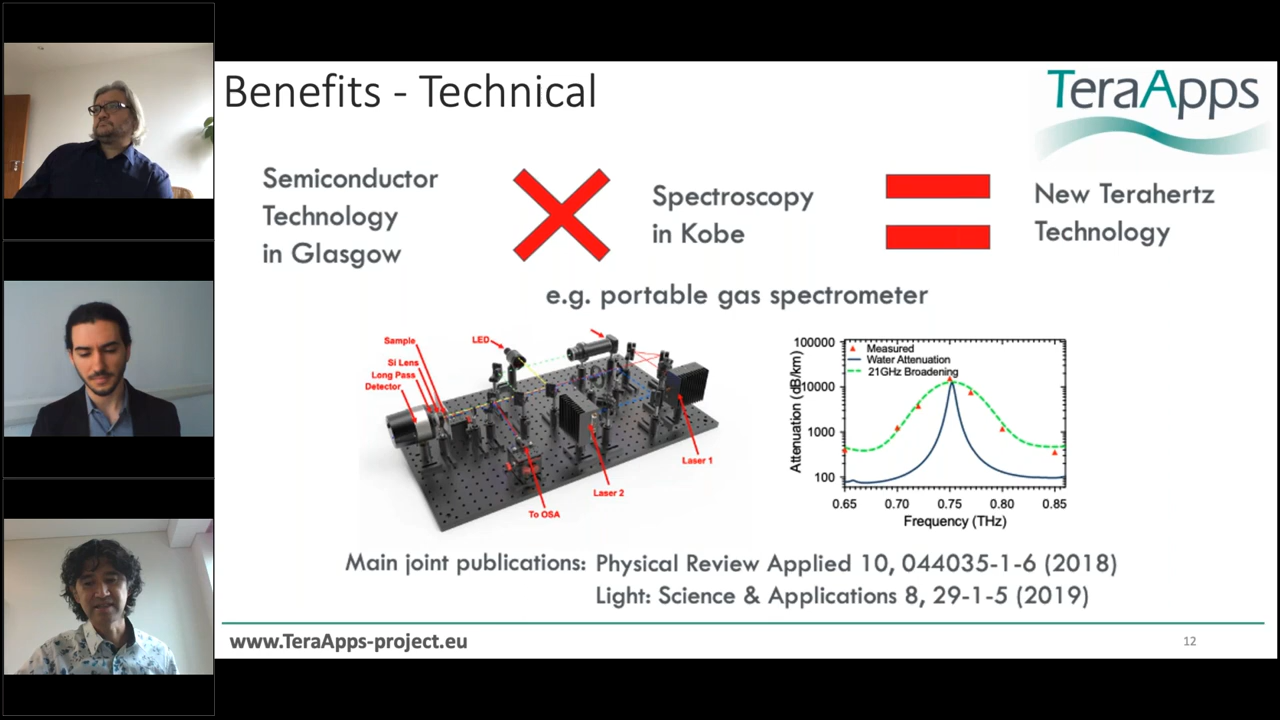 Benefits - Technical
TeraApps
Semiconductor
Technology
in Glasgow
Spectroscopy
in Kobe
New Terahertz
Technology
e.g. portable gas spectrometer
Sample
Si Lens
Long Pass
Detector
LED
Laser 1
Laser 2
To OSA
Attenuation (dB/km)
100000
10000
1000
100
Measured
Water Attenuation
21GHz Broadening
0.65 0.70 0.75 0.80 0.85
Frequency (THz)
Main joint publications: Physical Review Applied 10, 044035-1-6 (2018)
Light: Science & Applications 8, 29-1-5 (2019)
www.TeraApps-project.eu
12